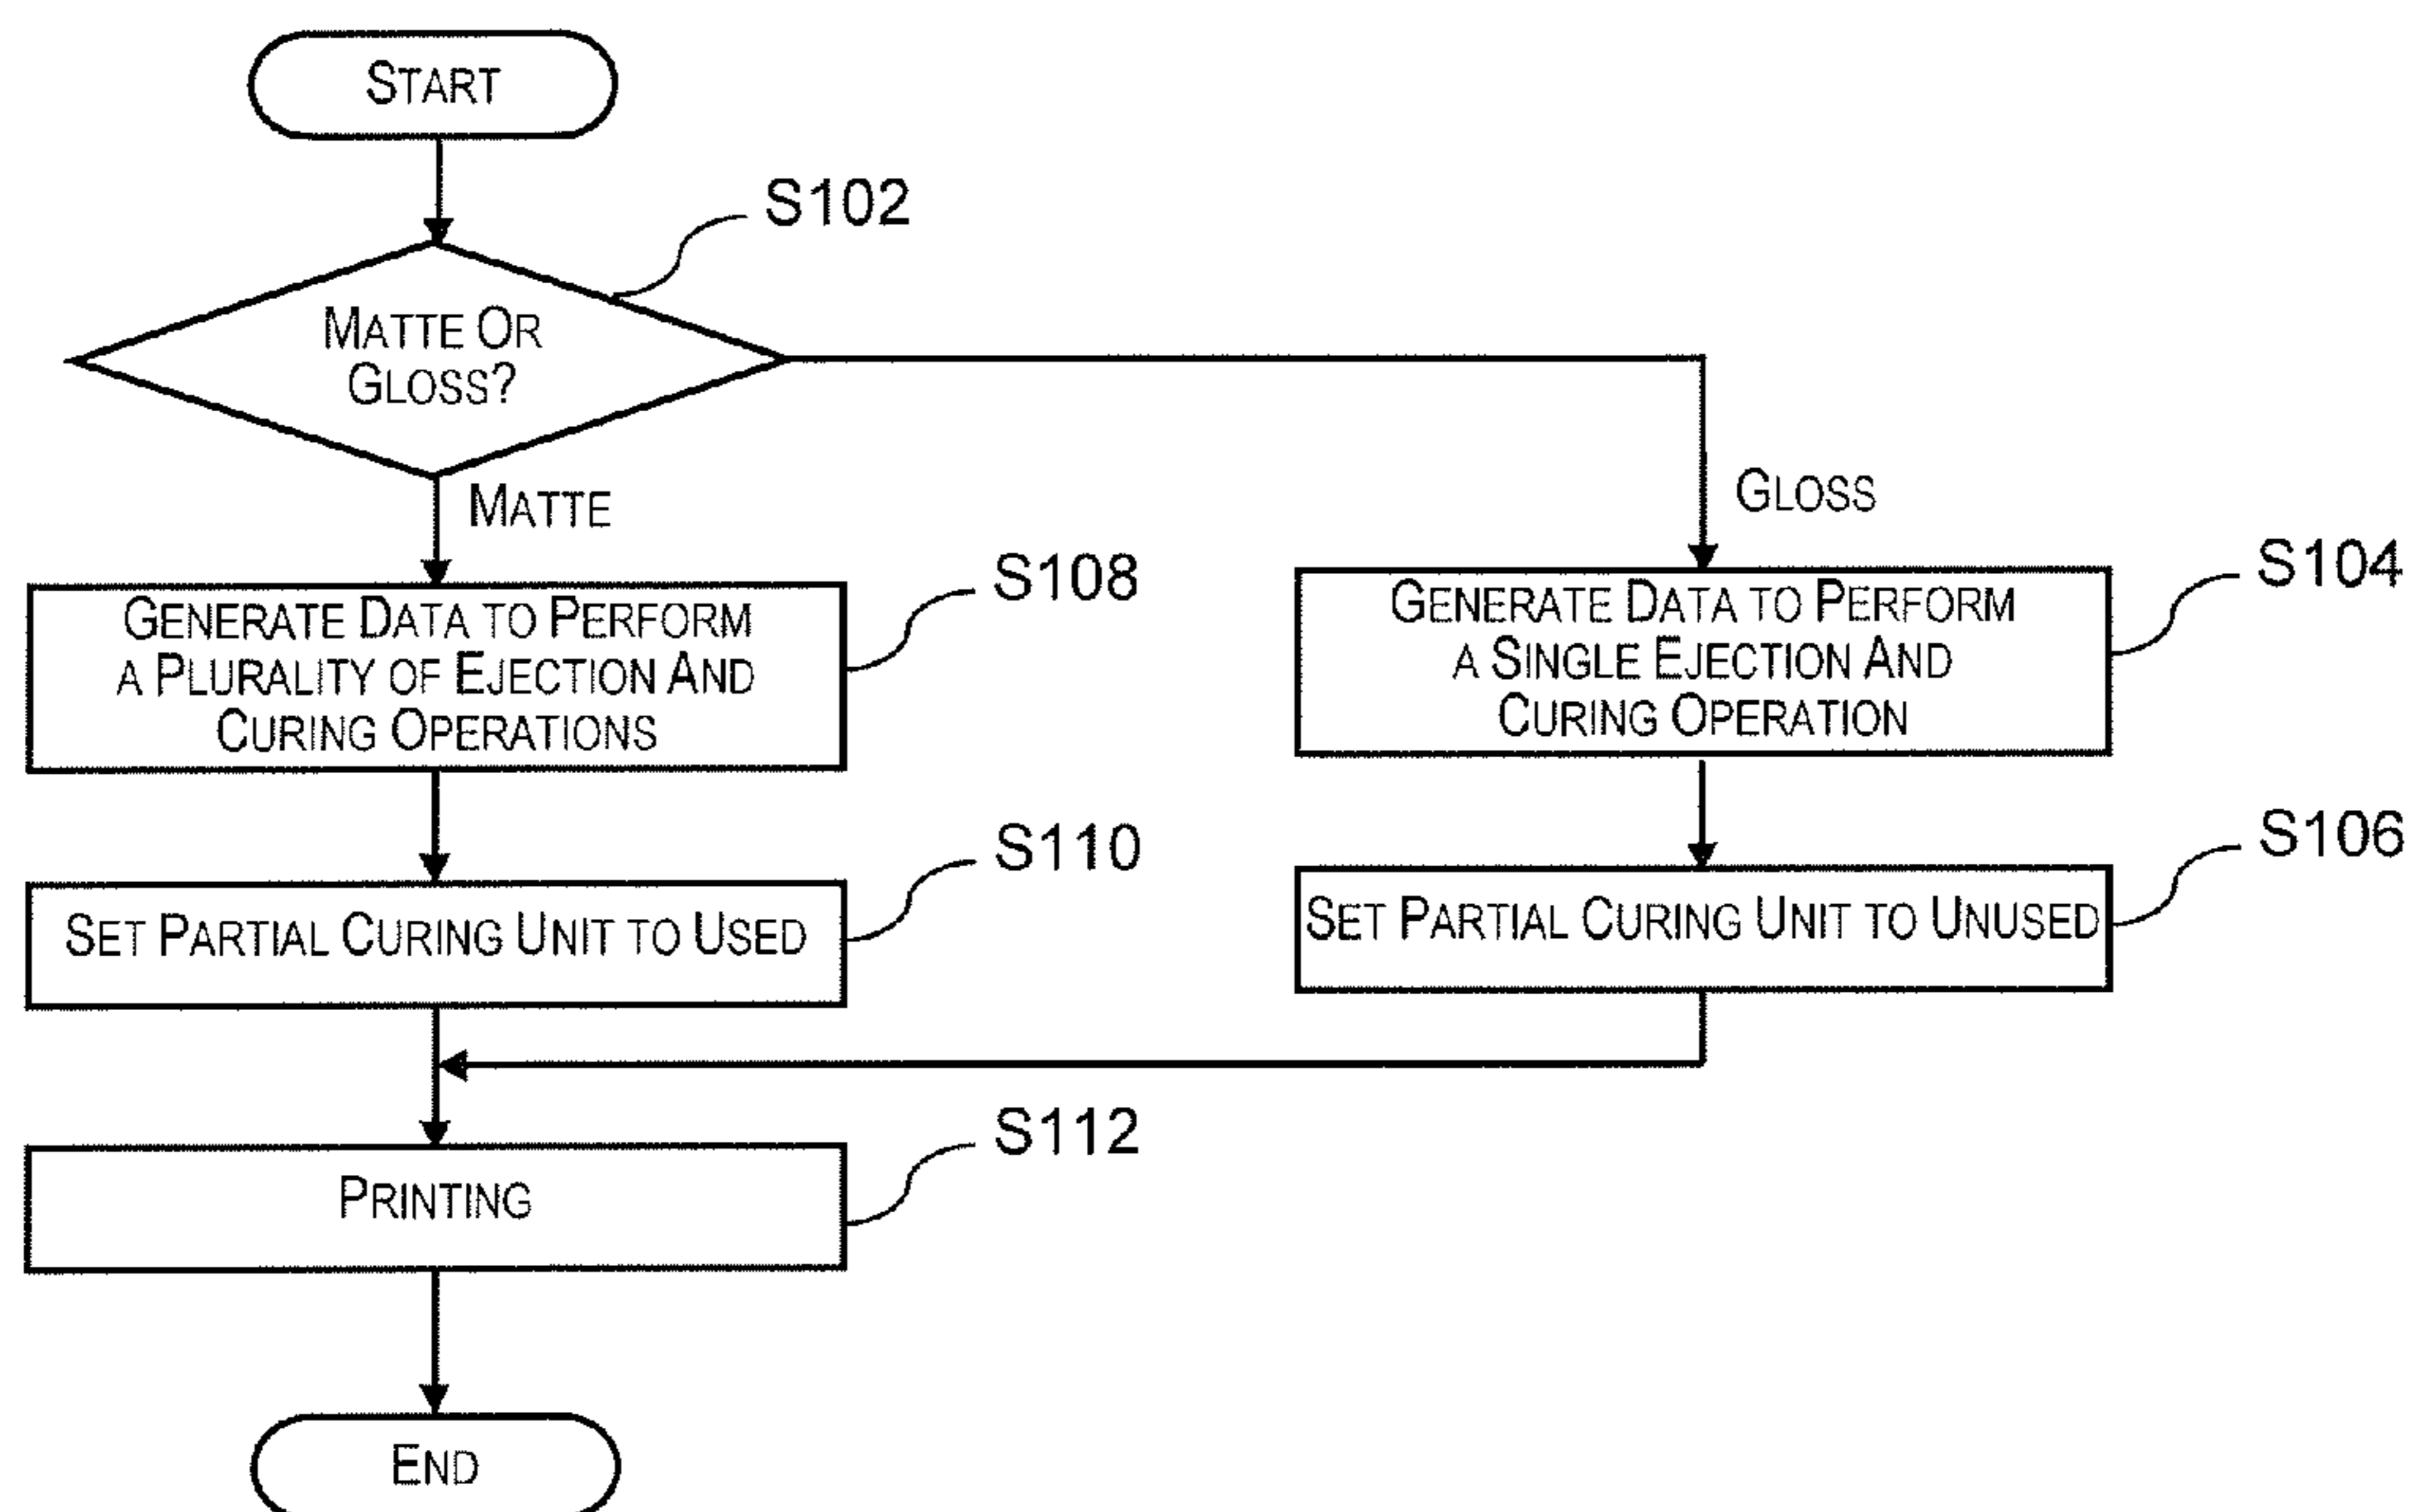 START
S102
MATTE OR
GLOSS?
MATTE
GLOSS
S108
GENERATE DATA TO PERFORM
A PLURALITY OF EJECTION AND
CURING OPERATIONS
S104
GENERATE DATA TO PERFORM
A SINGLE EJECTION AND
CURING OPERATION
S110
SET PARTIAL CURING UNIT TO USED
S106
SET PARTIAL CURING UNIT TO UNUSED
S112
PRINTING
END